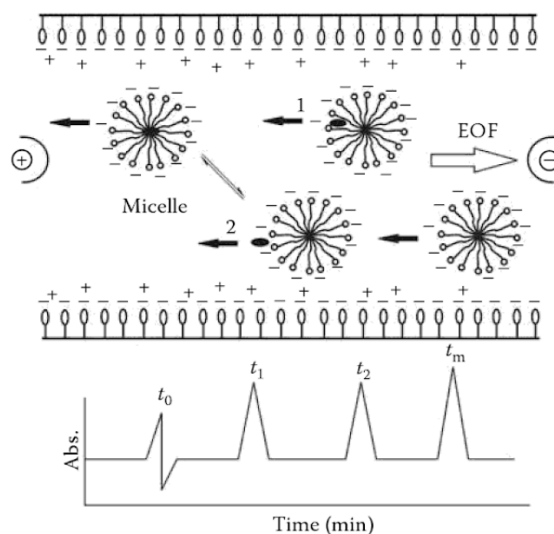 1
EOF
+
−
Micelle
2
t0
t1
t2
tm
Abs.
Time (min)